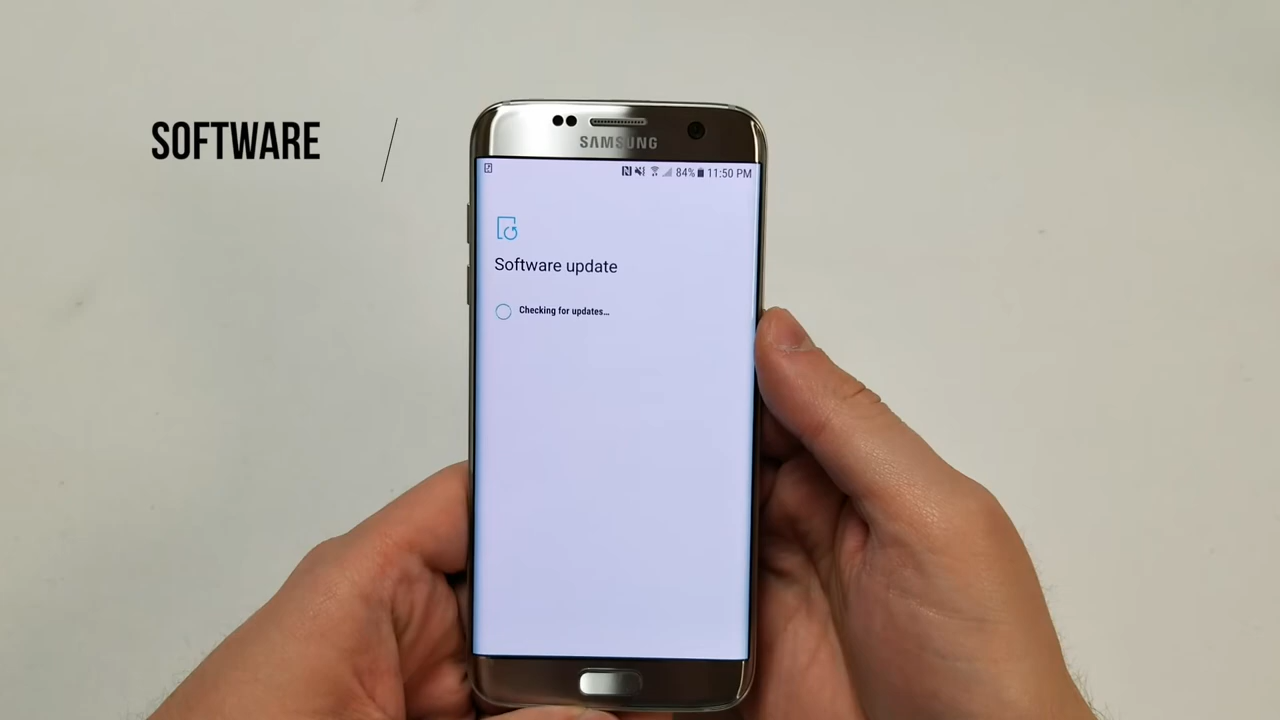 SOFTWARE
SAMSUNG
84% 11:50 PM
Software update
Checking for updates...